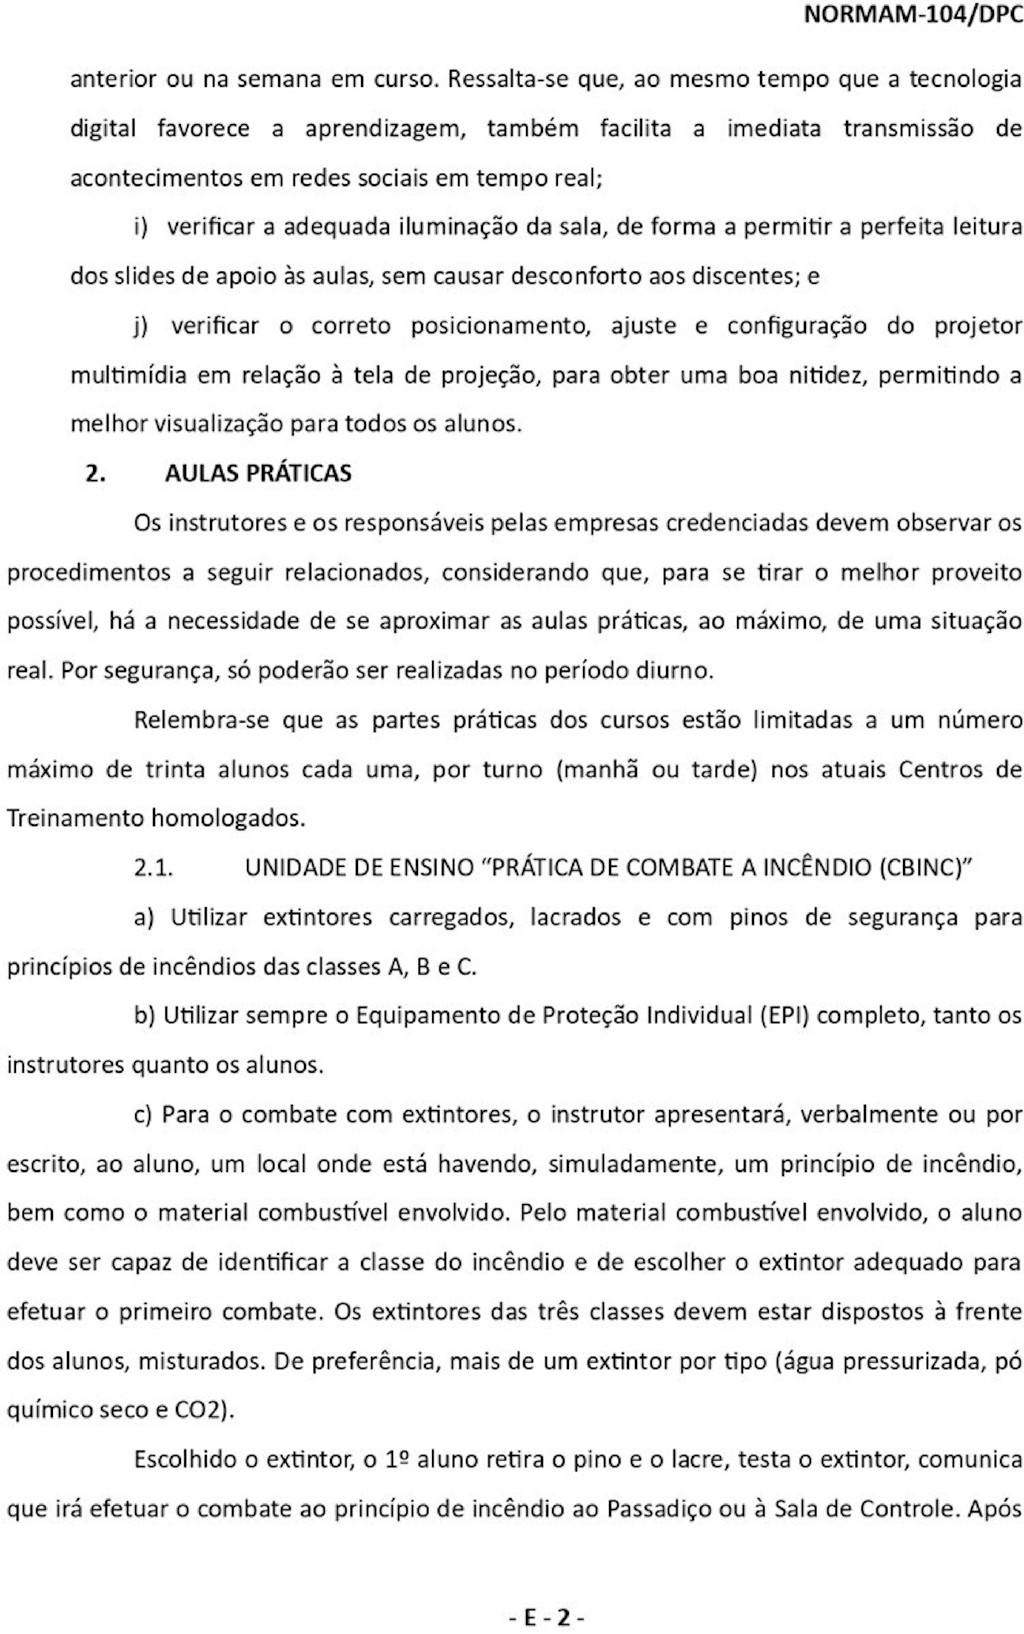 NORMAM-104/DPC
anterior ou na semana em curso. Ressalta-se que, ao mesmo tempo que a tecnologia
digital favorece a aprendizagem, também facilita a imediata transmissão de
acontecimentos em redes sociais em tempo real;
i) verificar a adequada iluminação da sala, de forma a permitir a perfeita leitura
dos slides de apoio às aulas, sem causar desconforto aos discentes; e
j) verificar o correto posicionamento, ajuste e configuração do projetor
multimídia em relação à tela de projeção, para obter uma boa nitidez, permitindo a
melhor visualização para todos os alunos.
2. AULAS PRÁTICAS
Os instrutores e os responsáveis pelas empresas credenciadas devem observar os
procedimentos a seguir relacionados, considerando que, para se tirar o melhor proveito
possível, há a necessidade de se aproximar as aulas práticas, ao máximo, de uma situação
real. Por segurança, só poderão ser realizadas no período diurno.
Relembra-se que as partes práticas dos cursos estão limitadas a um número
máximo de trinta alunos cada uma, por turno (manhã ou tarde) nos atuais Centros de
Treinamento homologados.
2.1. UNIDADE DE ENSINO “PRÁTICA DE COMBATE A INCÊNDIO (CBINC)”
a) Utilizar extintores carregados, lacrados e com pinos de segurança para
princípios de incêndios das classes A, B e C.
b) Utilizar sempre o Equipamento de Proteção Individual (EPI) completo, tanto os
instrutores quanto os alunos.
c) Para o combate com extintores, o instrutor apresentará, verbalmente ou por
escrito, ao aluno, um local onde está havendo, simuladamente, um princípio de incêndio,
bem como o material combustível envolvido. Pelo material combustível envolvido, o aluno
deve ser capaz de identificar a classe do incêndio e de escolher o extintor adequado para
efetuar o primeiro combate. Os extintores das três classes devem estar dispostos à frente
dos alunos, misturados. De preferência, mais de um extintor por tipo (água pressurizada, pó
químico seco e CO2).
Escolhido o extintor, o 1º aluno retira o pino e o lacre, testa o extintor, comunica
que irá efetuar o combate ao princípio de incêndio ao Passadiço ou à Sala de Controle. Após
- E - 2 -